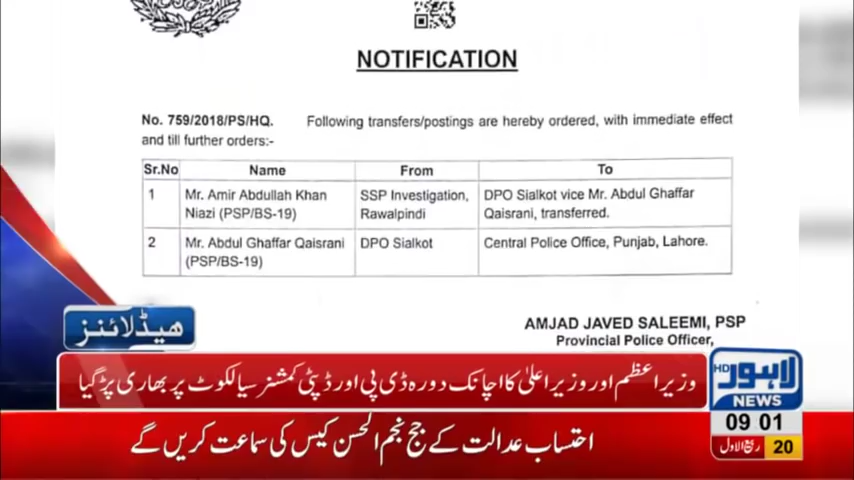 NOTIFICATION
No. 759/2018/PS/HQ. Following transfers/postings are hereby ordered, with immediate effect
and till further orders:-
Sr.No Name From To
1 Mr. Amir Abdullah Khan Niazi (PSP/BS-19) SSP Investigation, Rawalpindi DPO Sialkot vice Mr. Abdul Ghaffar Qaisrani, transferred.
2 Mr. Abdul Ghaffar Qaisrani (PSP/BS-19) DPO Sialkot Central Police Office, Punjab, Lahore.
AMJAD JAVED SALEEMI, PSP
Provincial Police Officer,
ہیڈلائنز
وزیراعظم اور وزیراعلیٰ کا اچانک دورہ ڈی پی اور ڈپٹی کمشنر سیالکوٹ پر بھاری پڑ گیا
HD لاہور
NEWS
09 01
20 ربیع الاول
احتساب عدالت کے جج نجم الحسن کیس کی سماعت کریں گے